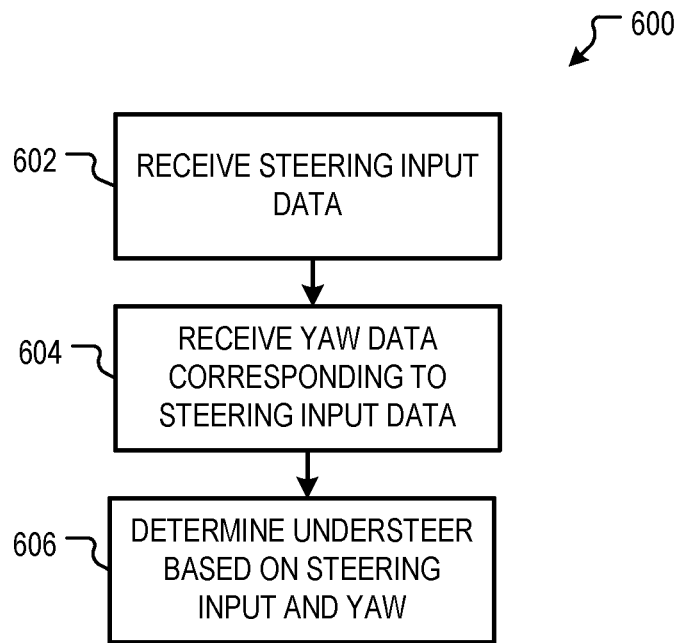 600
602
RECEIVE STEERING INPUT
DATA
604
RECEIVE YAW DATA
CORRESPONDING TO
STEERING INPUT DATA
606
DETERMINE UNDERSTEER
BASED ON STEERING
INPUT AND YAW